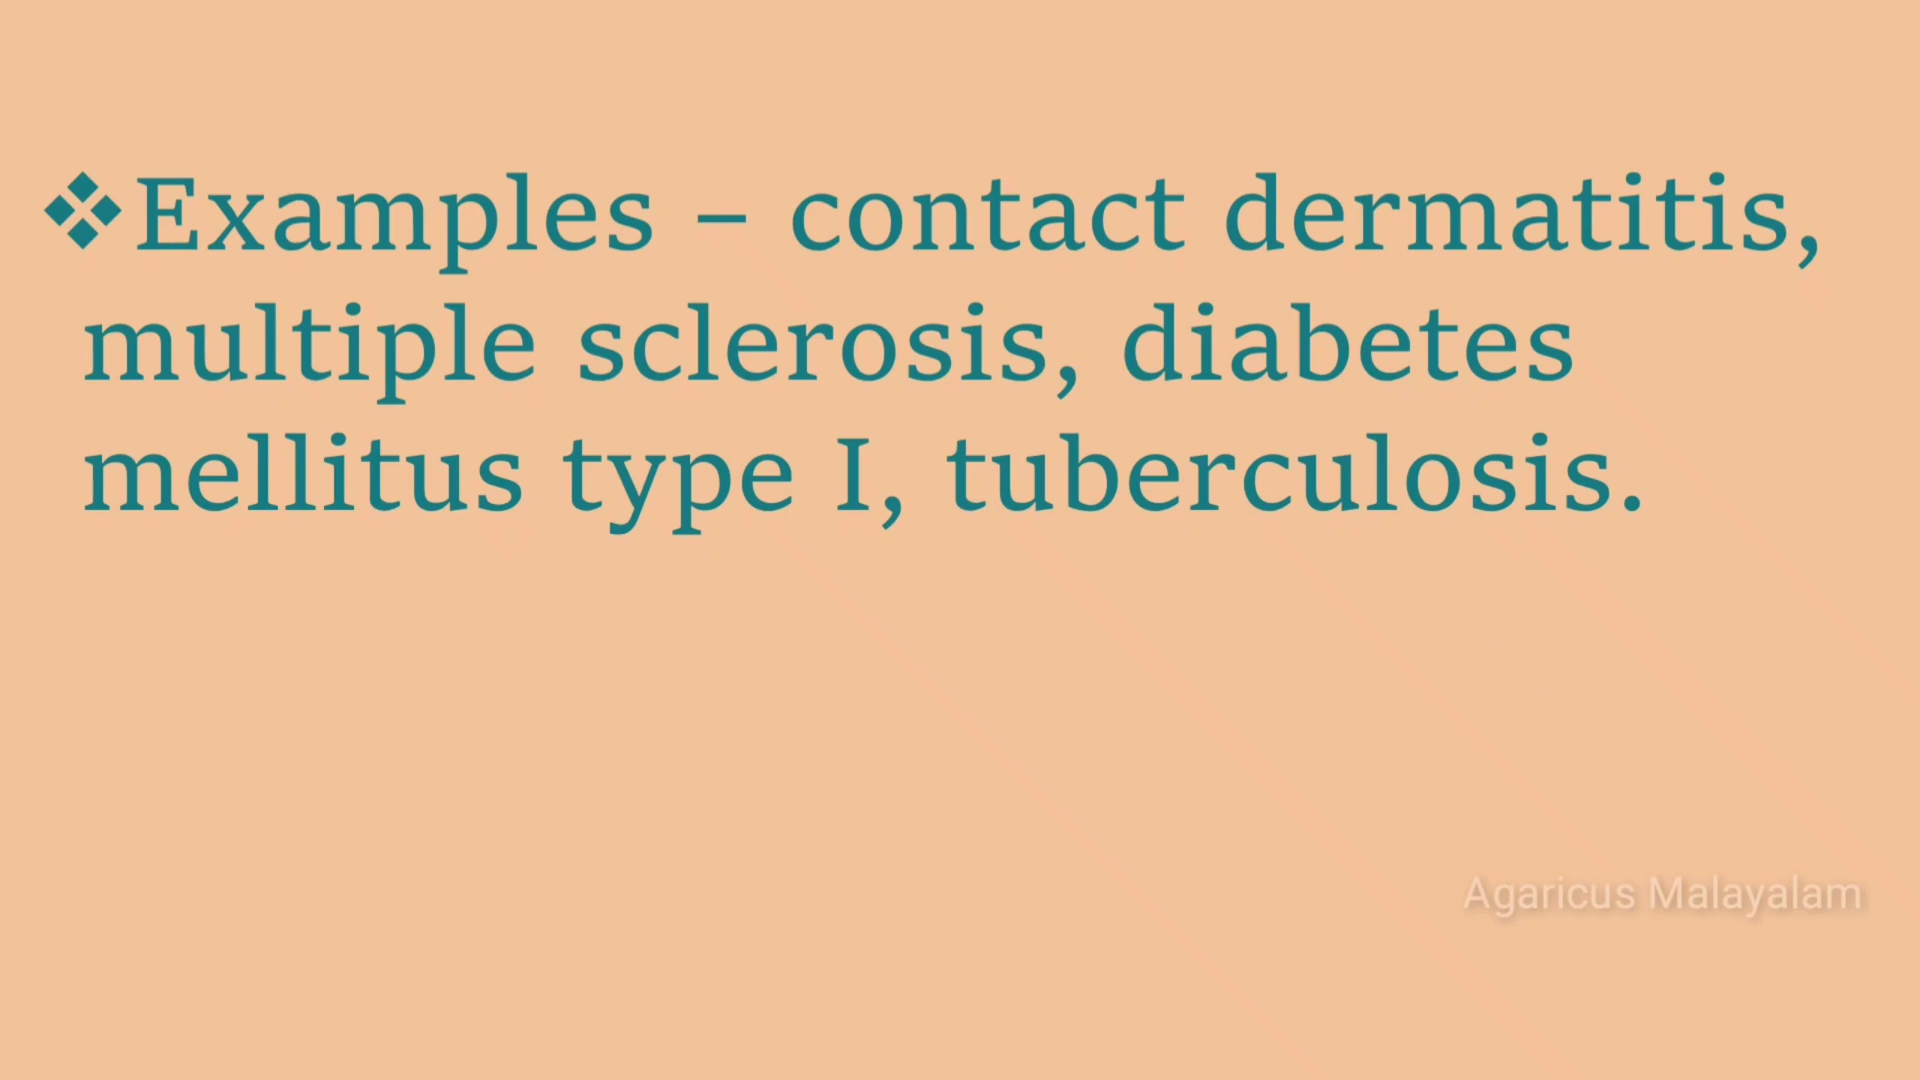 ❖Examples – contact dermatitis,
multiple sclerosis, diabetes
mellitus type I, tuberculosis.
Agaricus Malayalam